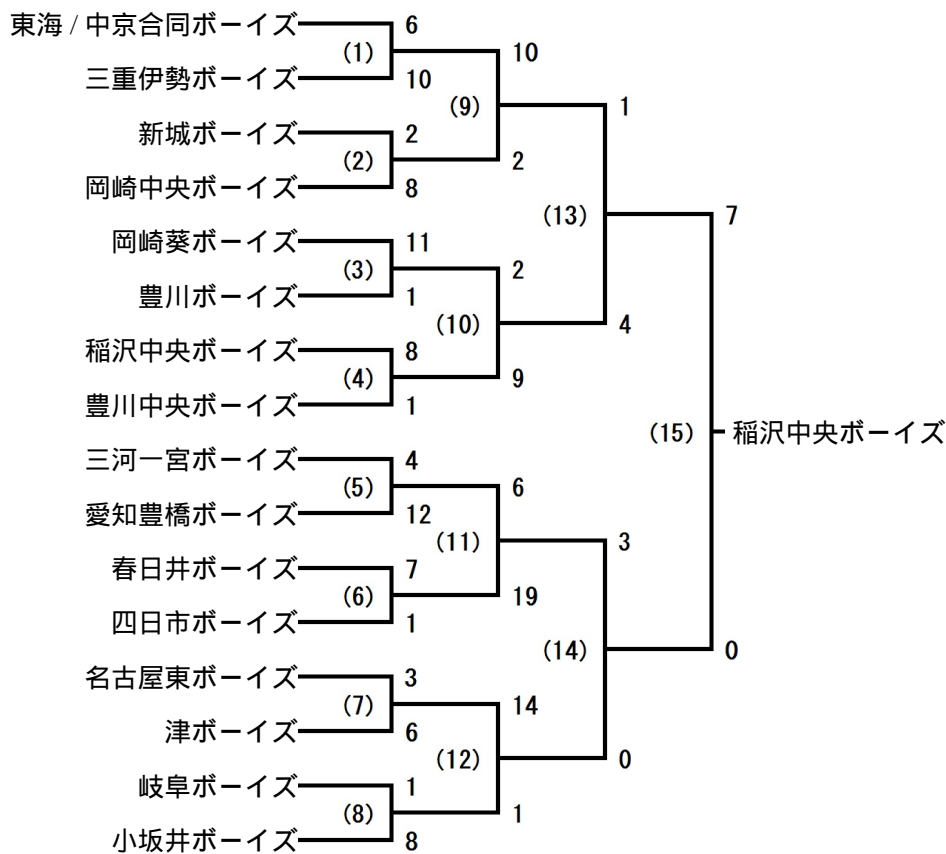 東海 / 中京合同ボーイズ 6
(1) 10
三重伊勢ボーイズ 10
(9) 1
新城ボーイズ 2
(2) 2
岡崎中央ボーイズ 8
(13) 7
岡崎葵ボーイズ 11
(3) 2
豊川ボーイズ 1
(10) 4
稲沢中央ボーイズ 8
(4) 9
豊川中央ボーイズ 1
(15) 稲沢中央ボーイズ
三河一宮ボーイズ 4
(5) 6
愛知豊橋ボーイズ 12
(11) 3
春日井ボーイズ 7
(6) 19
四日市ボーイズ 1
(14) 0
名古屋東ボーイズ 3
(7) 14
津ボーイズ 6
(12) 0
岐阜ボーイズ 1
(8) 1
小坂井ボーイズ 8